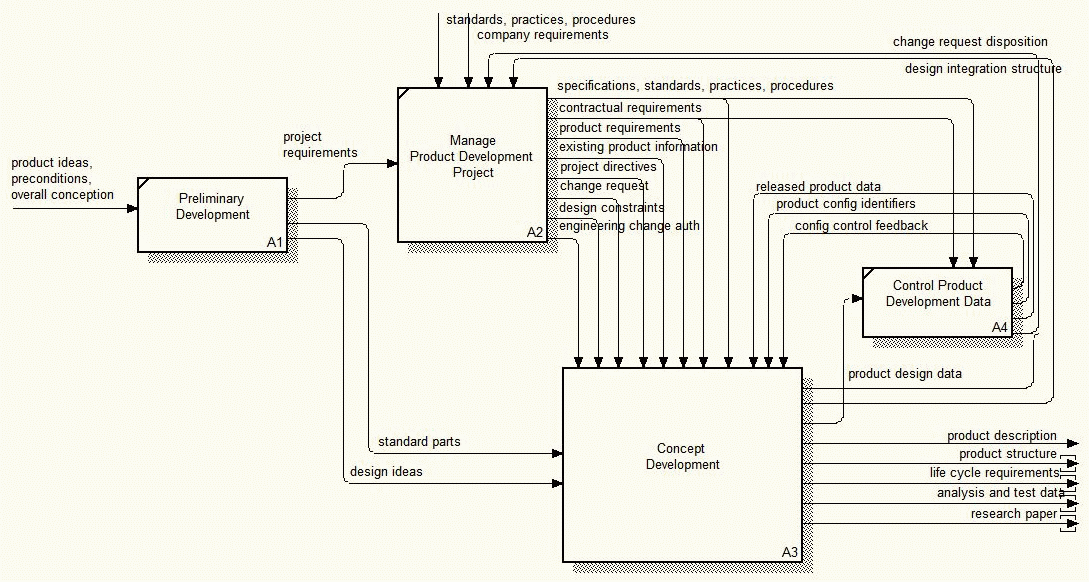 standards, practices, procedures
company requirements
change request disposition
design integration structure
specifications, standards, practices, procedures
contractual requirements
product requirements
existing product information
project directives
change request
design constraints
engineering change auth
Manage
Product Development
Project
A2
project
requirements
product ideas,
preconditions,
overall conception
Preliminary
Development
A1
released product data
product config identifiers
config control feedback
Control Product
Development Data
A4
product design data
standard parts
design ideas
Concept
Development
A3
product description
product structure
life cycle requirements
analysis and test data
research paper